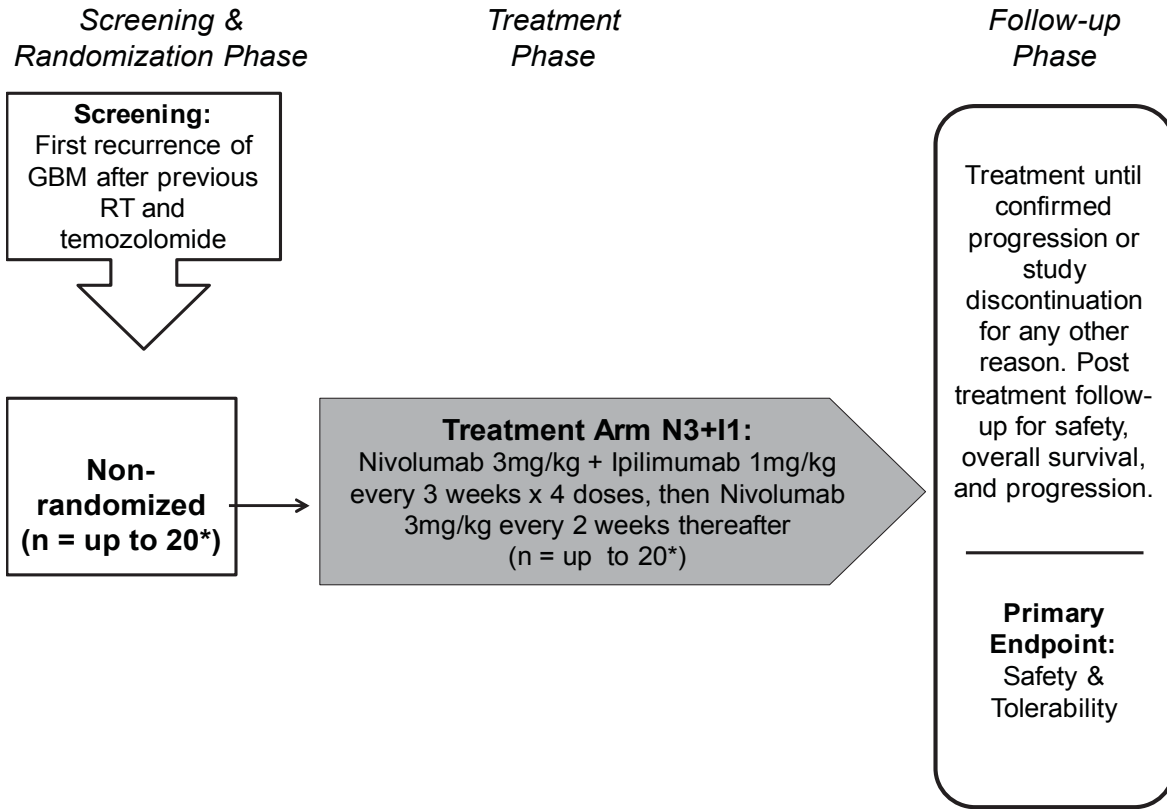 Screening &
Randomization Phase
Treatment
Phase
Follow-up
Phase
Screening:
First recurrence of
GBM after previous
RT and
temozolomide
Non-
randomized
(n = up to 20*)
Treatment Arm N3+I1:
Nivolumab 3mg/kg + Ipilimumab 1mg/kg
every 3 weeks x 4 doses, then Nivolumab
3mg/kg every 2 weeks thereafter
(n = up to 20*)
Treatment until
confirmed
progression or
study
discontinuation
for any other
reason. Post
treatment follow-
up for safety,
overall survival,
and progression.
Primary
Endpoint:
Safety &
Tolerability